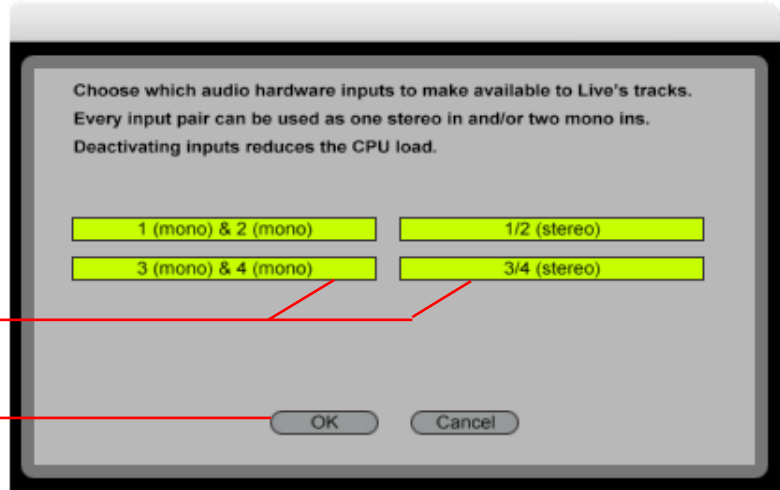 Choose which audio hardware inputs to make available to Live's tracks.
Every input pair can be used as one stereo in and/or two mono ins.
Deactivating inputs reduces the CPU load.
1 (mono) & 2 (mono)
1/2 (stereo)
3 (mono) & 4 (mono)
3/4 (stereo)
OK
Cancel